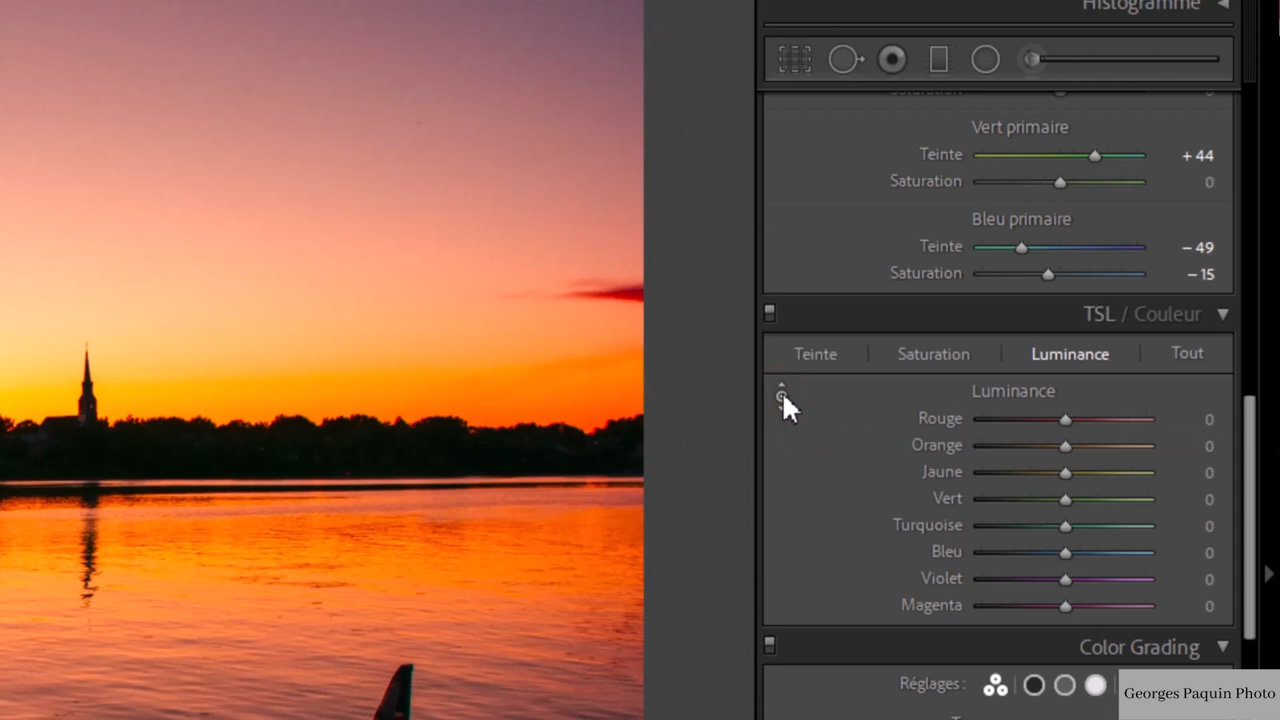 Histogramme
Saturation 0
Vert primaire
Teinte + 44
Saturation 0
Bleu primaire
Teinte – 49
Saturation – 15
TSL / Couleur
Teinte | Saturation | Luminance | Tout
Luminance
Rouge 0
Orange 0
Jaune 0
Vert 0
Turquoise 0
Bleu 0
Violet 0
Magenta 0
Color Grading
Réglages :
Georges Paquin Photo